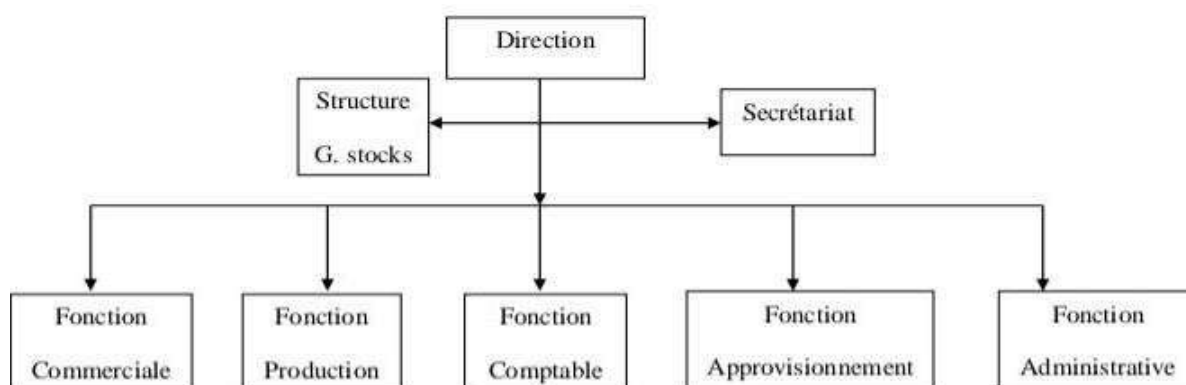 Direction
Structure
G. stocks
Secrétariat
Fonction
Commerciale
Fonction
Production
Fonction
Comptable
Fonction
Approvisionnement
Fonction
Administrative